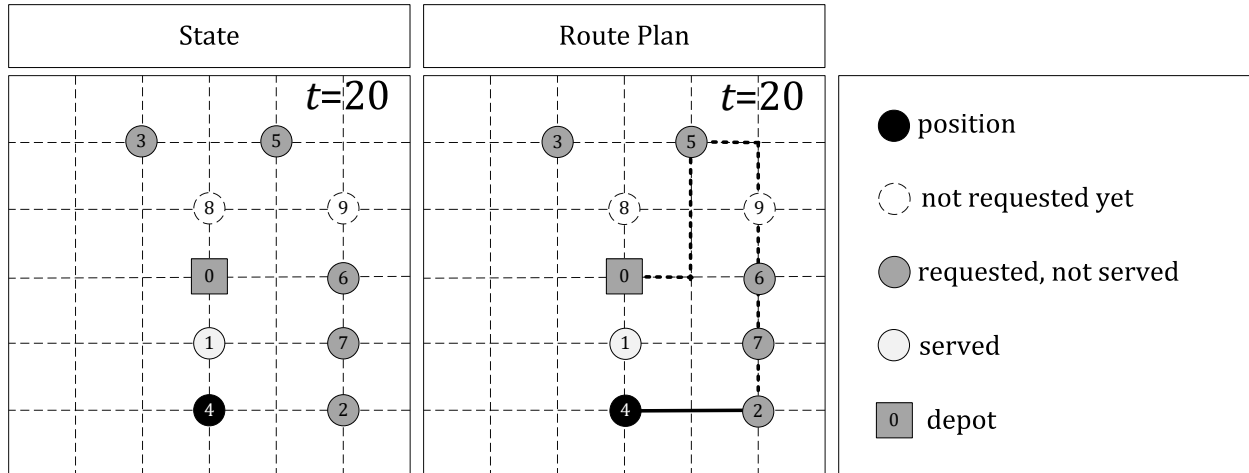 State
Route Plan
t=20
3 5
8 9
0 6
1 7
4 2
t=20
3 5
8 9
0 6
1 7
4 2
position
not requested yet
requested, not served
served
0 depot